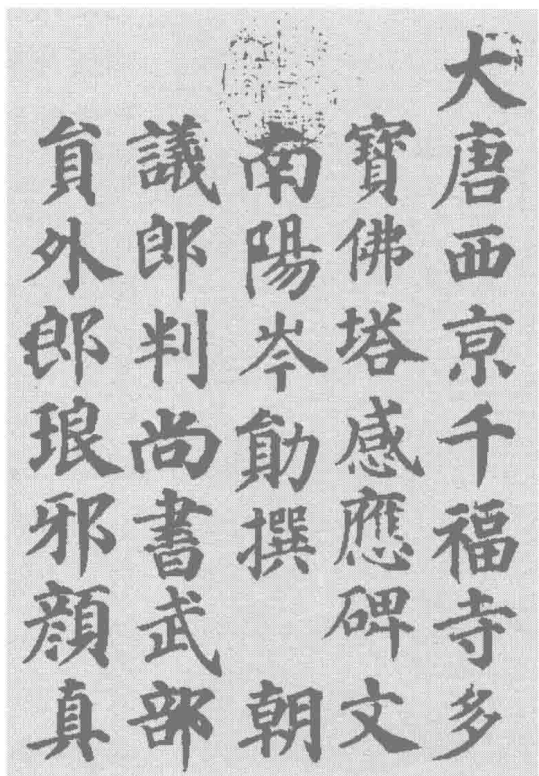 大唐西京千福寺多
寶佛塔感應碑文
南陽岑勛撰 朝
議郎判尚書武部
員外郎琅邪顏真